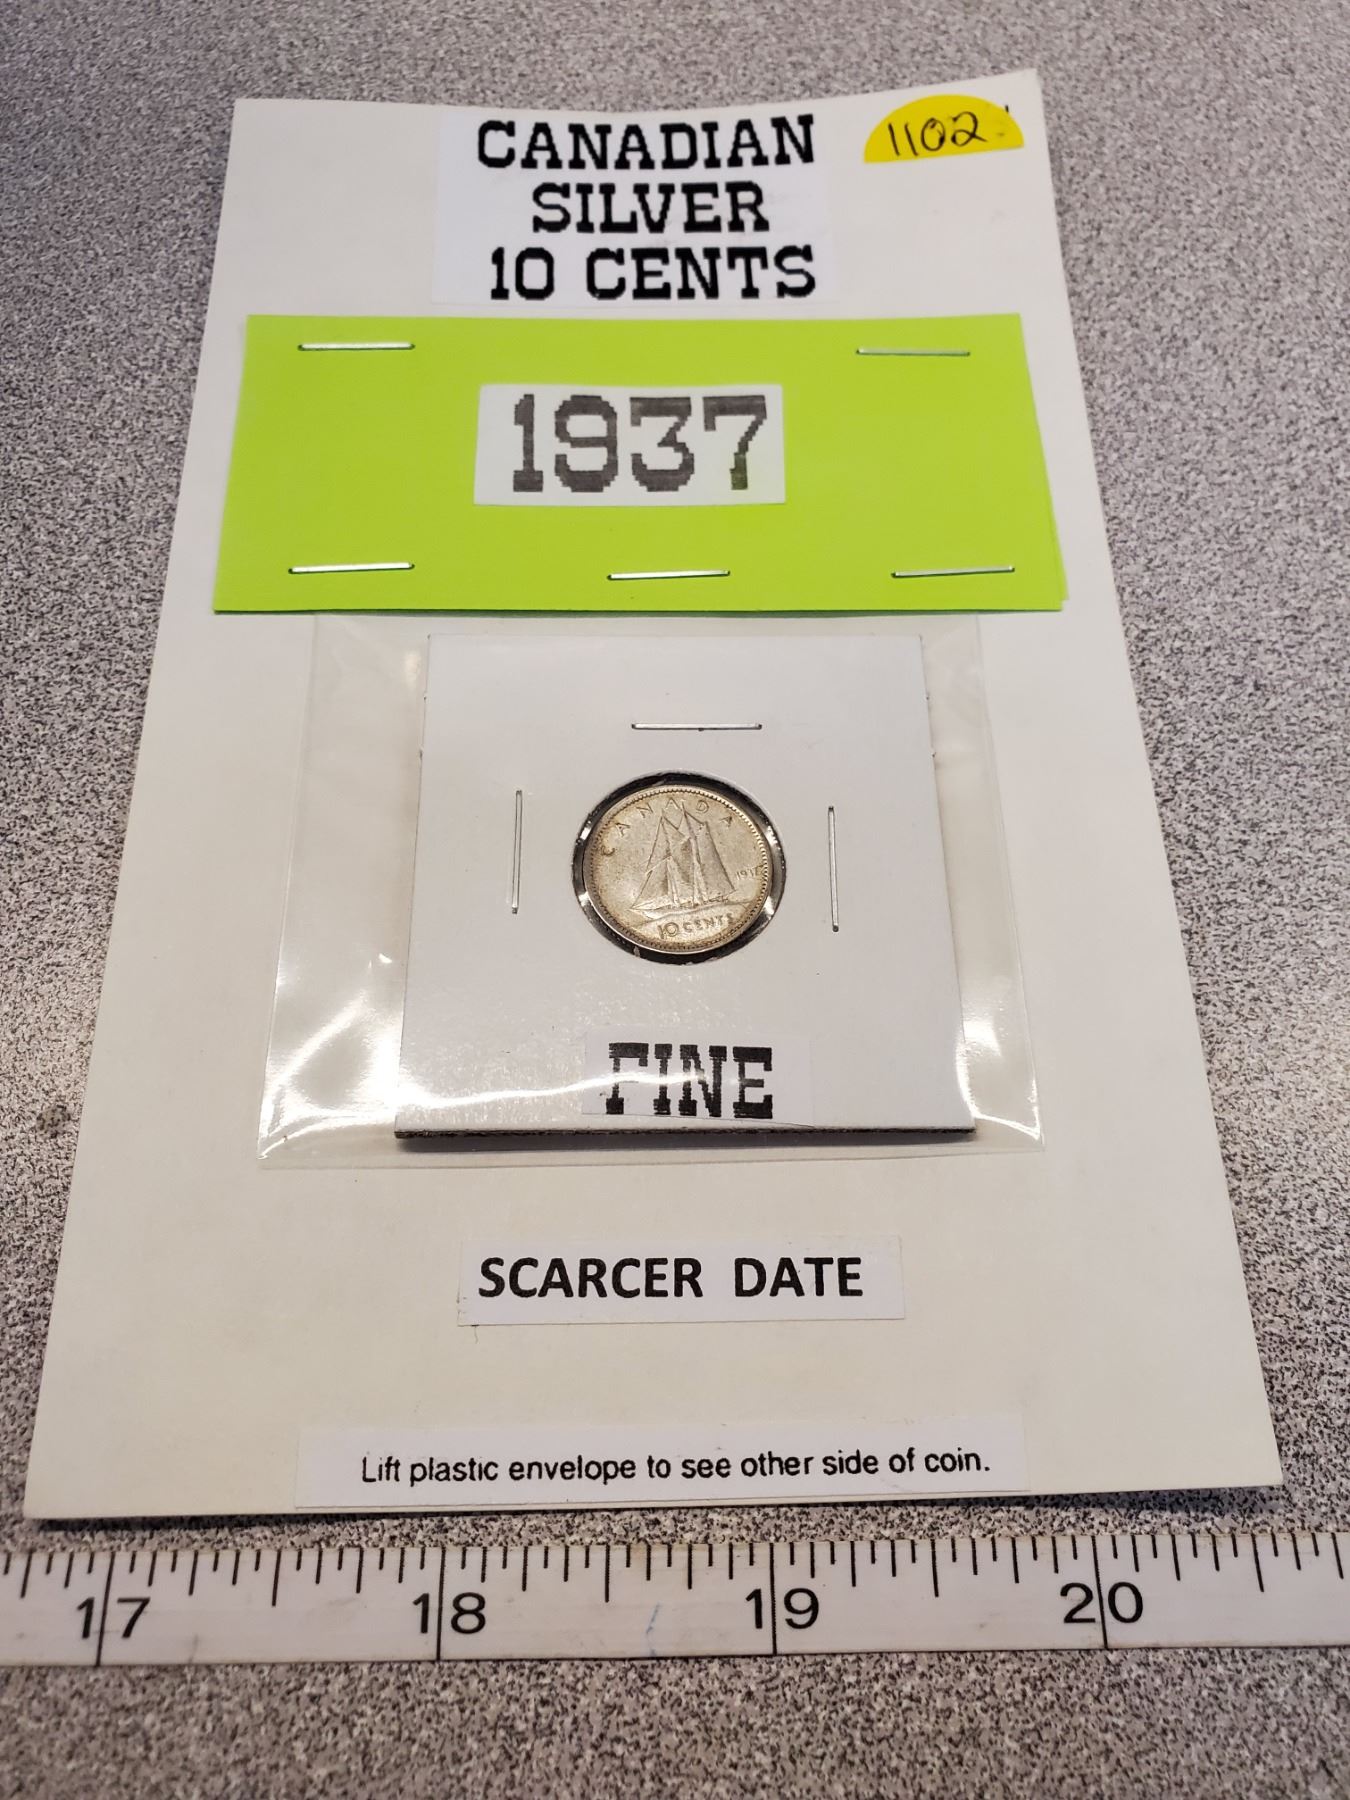 CANADIAN
SILVER
10 CENTS
1102
1937
CANADA
10 CENTS
FINE
SCARCER DATE
Lift plastic envelope to see other side of coin.
17 18 19 20